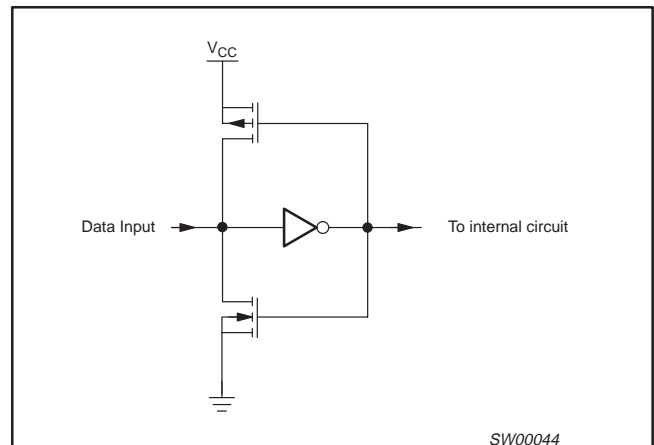 VCC
Data Input
To internal circuit
SW00044